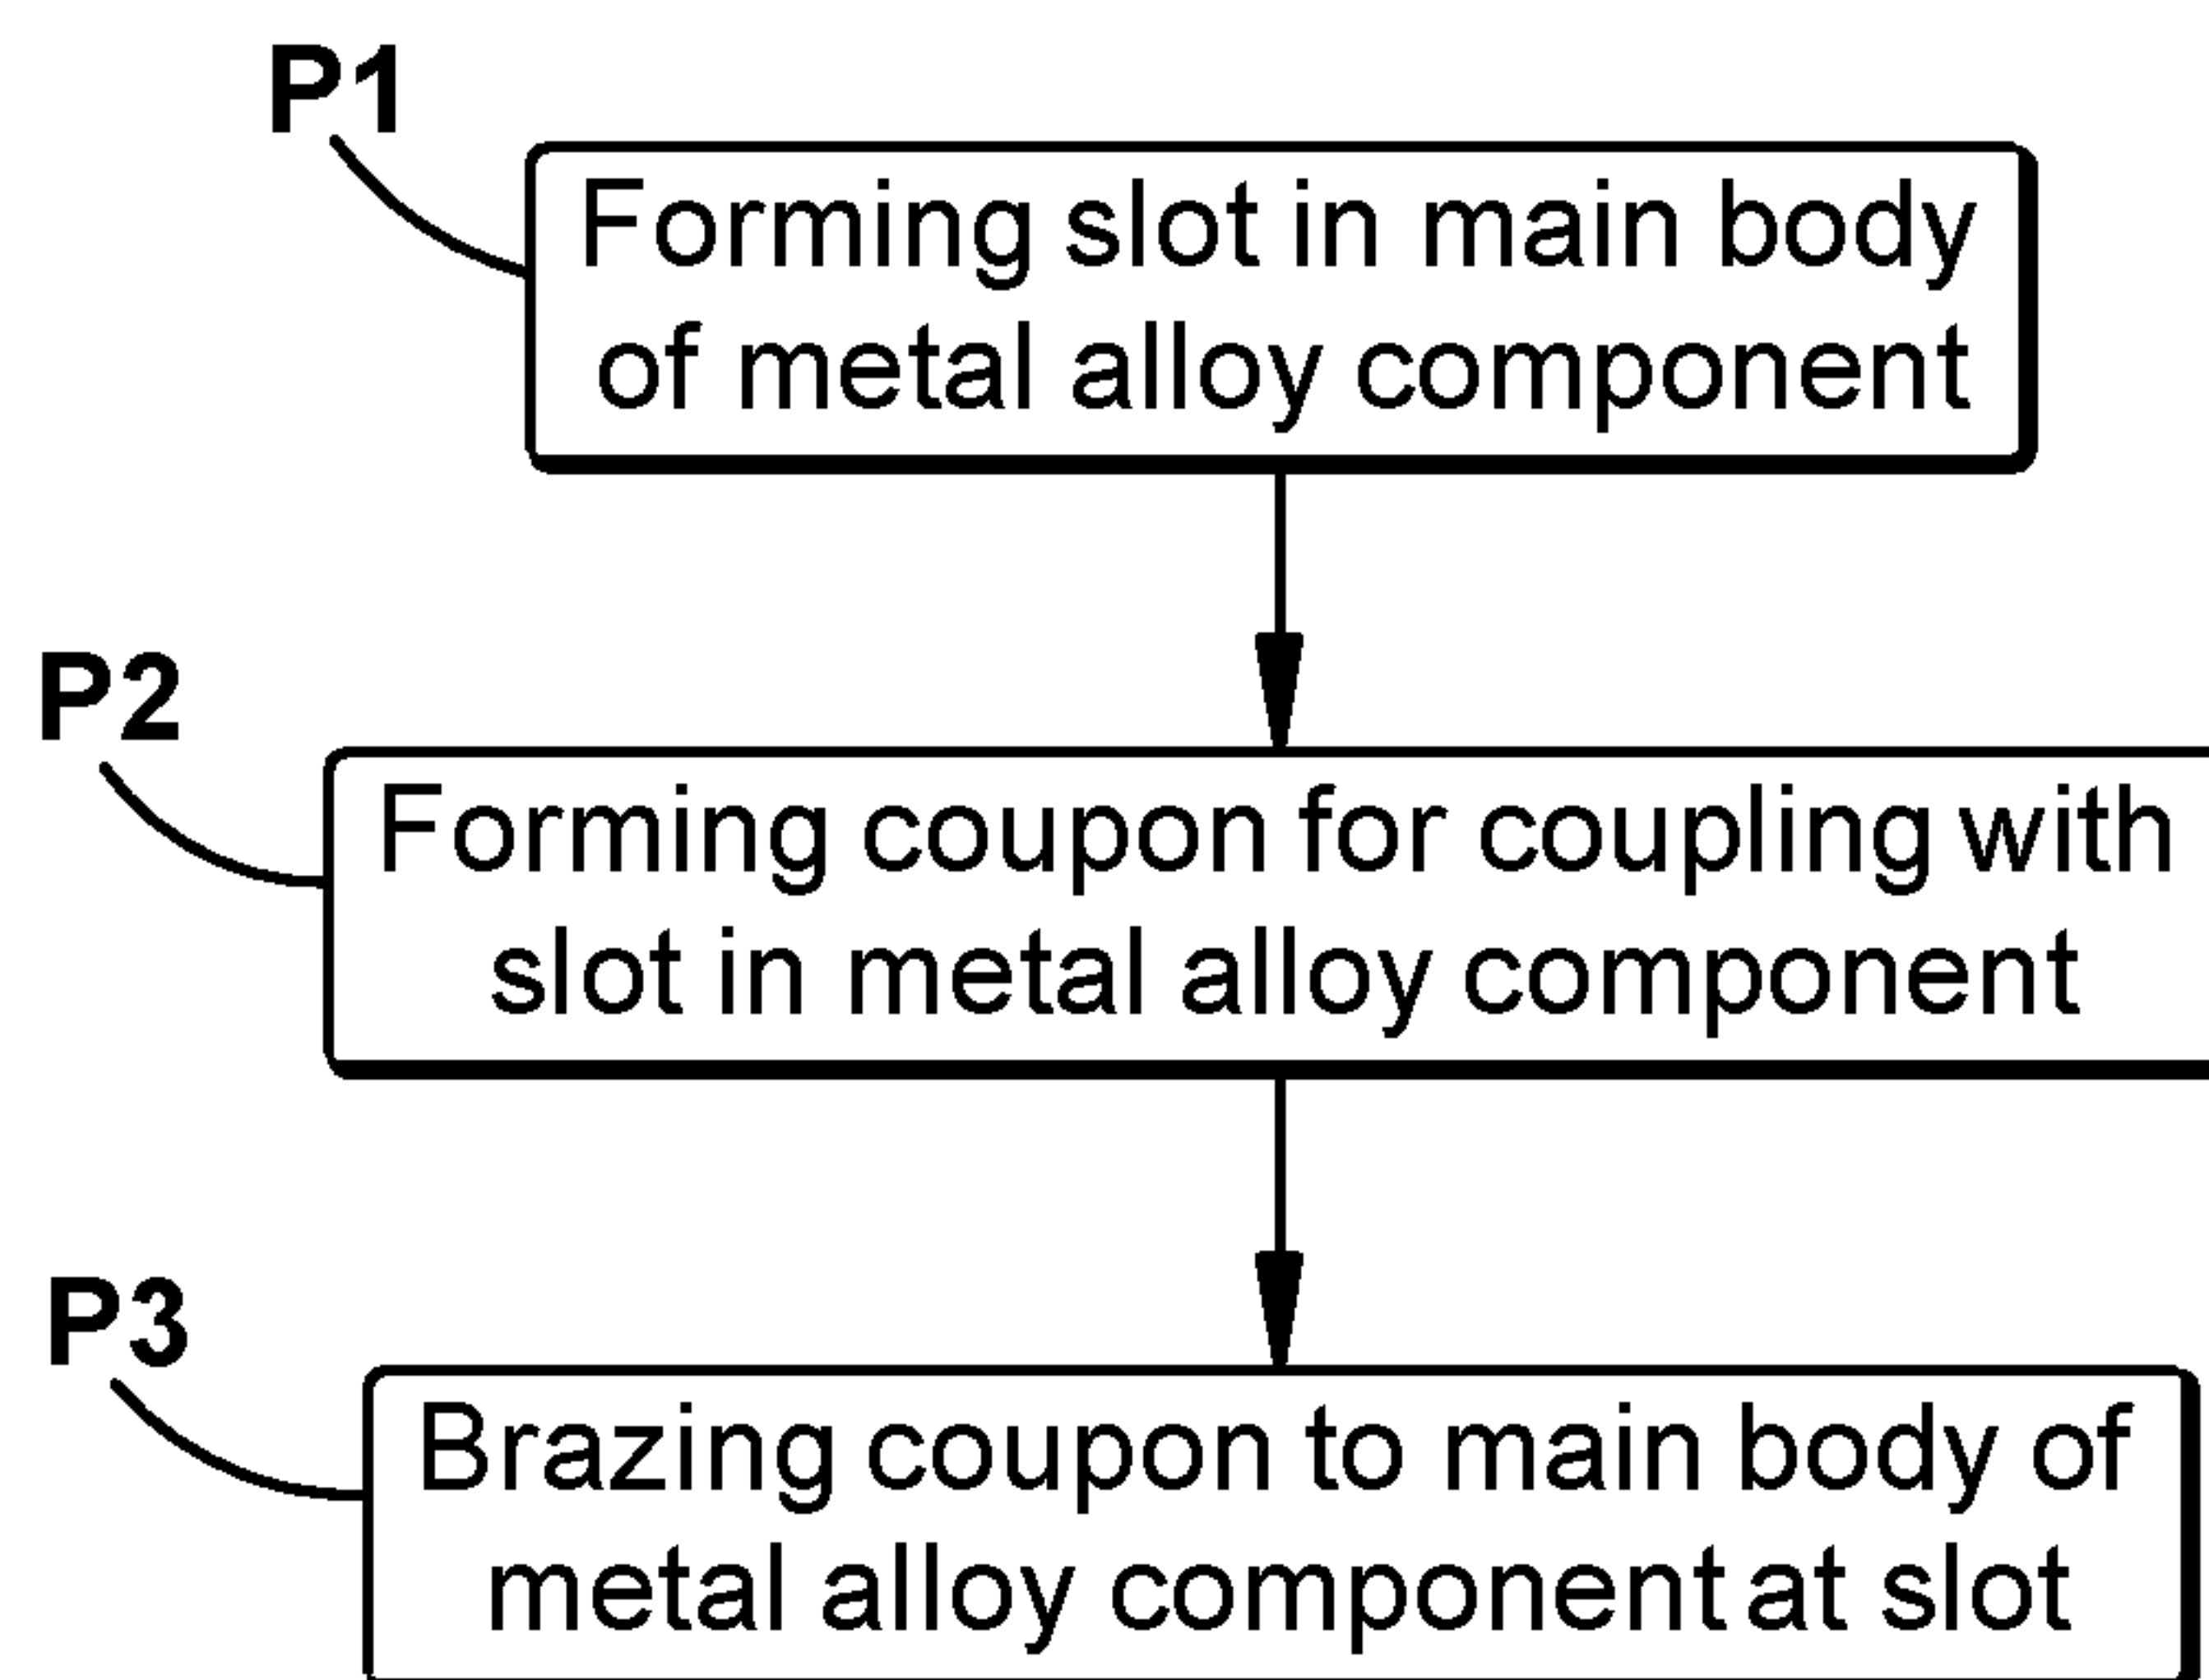 P1
Forming slot in main body
of metal alloy component
P2
Forming coupon for coupling with
slot in metal alloy component
P3
Brazing coupon to main body of
metal alloy component at slot